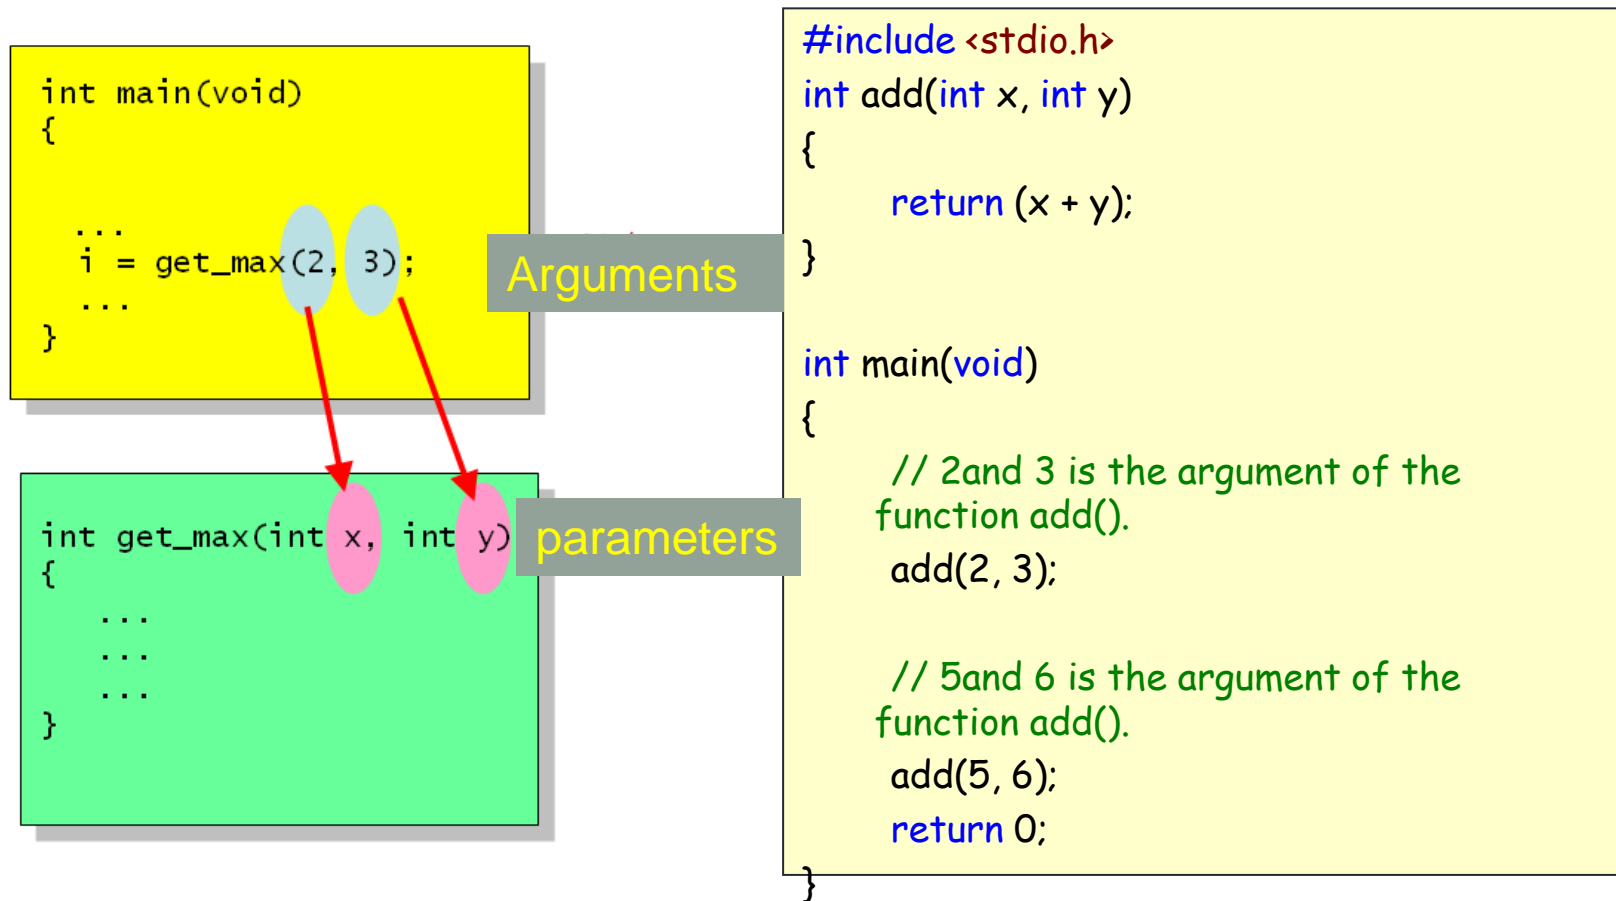 int main(void)
{
...
i = get_max(2, 3);
...
}
Arguments
int get_max(int x, int y)
{
...
...
...
}
parameters
#include <stdio.h>
int add(int x, int y)
{
return (x + y);
}
int main(void)
{
// 2and 3 is the argument of the
function add().
add(2, 3);
// 5and 6 is the argument of the
function add().
add(5, 6);
return 0;
}